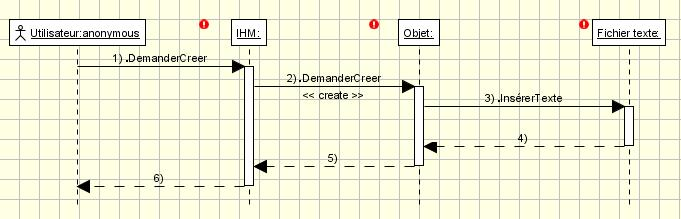 Utilisateur:anonymous
IHM:
Objet:
Fichier texte:
1) .DemanderCreer
2) .DemanderCreer
<< create >>
3) .InsérerTexte
4)
5)
6)